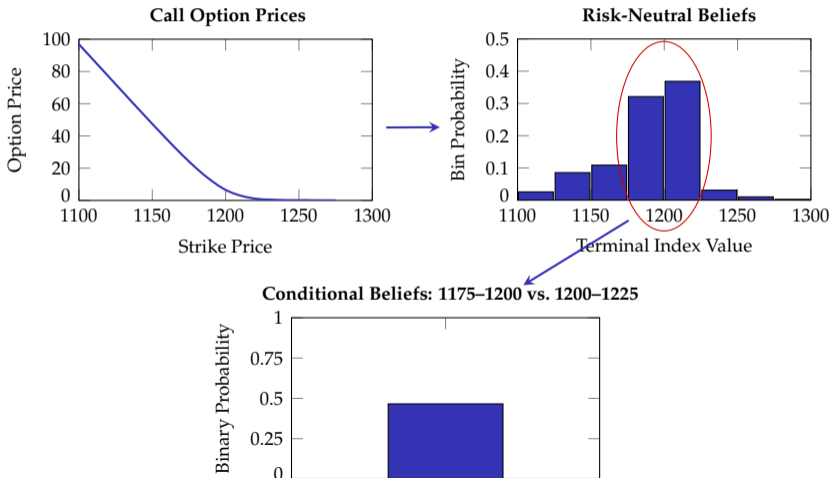 Call Option Prices
Option Price
100
80
60
40
20
0
1100 1150 1200 1250 1300
Strike Price
Risk-Neutral Beliefs
Bin Probability
0.5
0.4
0.3
0.2
0.1
0
1100 1150 1200 1250 1300
Terminal Index Value
Conditional Beliefs: 1175–1200 vs. 1200–1225
Binary Probability
1
0.75
0.5
0.25
0